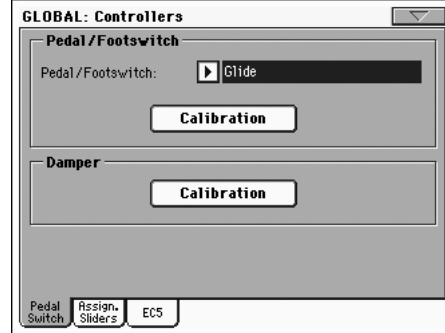 GLOBAL: Controllers
Pedal/Footswitch
Pedal/Footswitch: Glide
Calibration
Damper
Calibration
Pedal Switch
Assign. Sliders
EC5